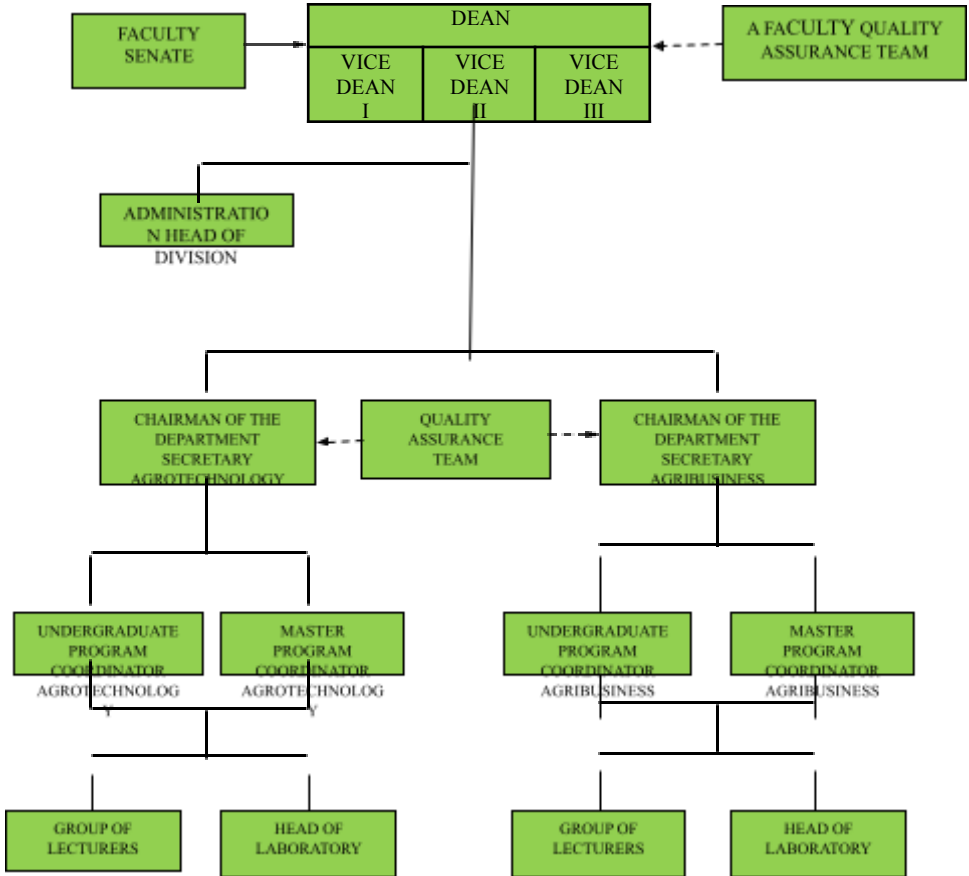 FACULTY
SENATE
DEAN
VICE
DEAN
I
VICE
DEAN
II
VICE
DEAN
III
A FACULTY QUALITY
ASSURANCE TEAM
ADMINISTRATIO
N HEAD OF
DIVISION
CHAIRMAN OF THE
DEPARTMENT
SECRETARY
AGROTECHNOLOGY
QUALITY
ASSURANCE
TEAM
CHAIRMAN OF THE
DEPARTMENT
SECRETARY
AGRIBUSINESS
UNDERGRADUATE
PROGRAM
COORDINATOR
AGROTECHNOLOG
Y
MASTER
PROGRAM
COORDINATOR
AGROTECHNOLOG
Y
UNDERGRADUATE
PROGRAM
COORDINATOR
AGRIBUSINESS
MASTER
PROGRAM
COORDINATOR
AGRIBUSINESS
GROUP OF
LECTURERS
HEAD OF
LABORATORY
GROUP OF
LECTURERS
HEAD OF
LABORATORY